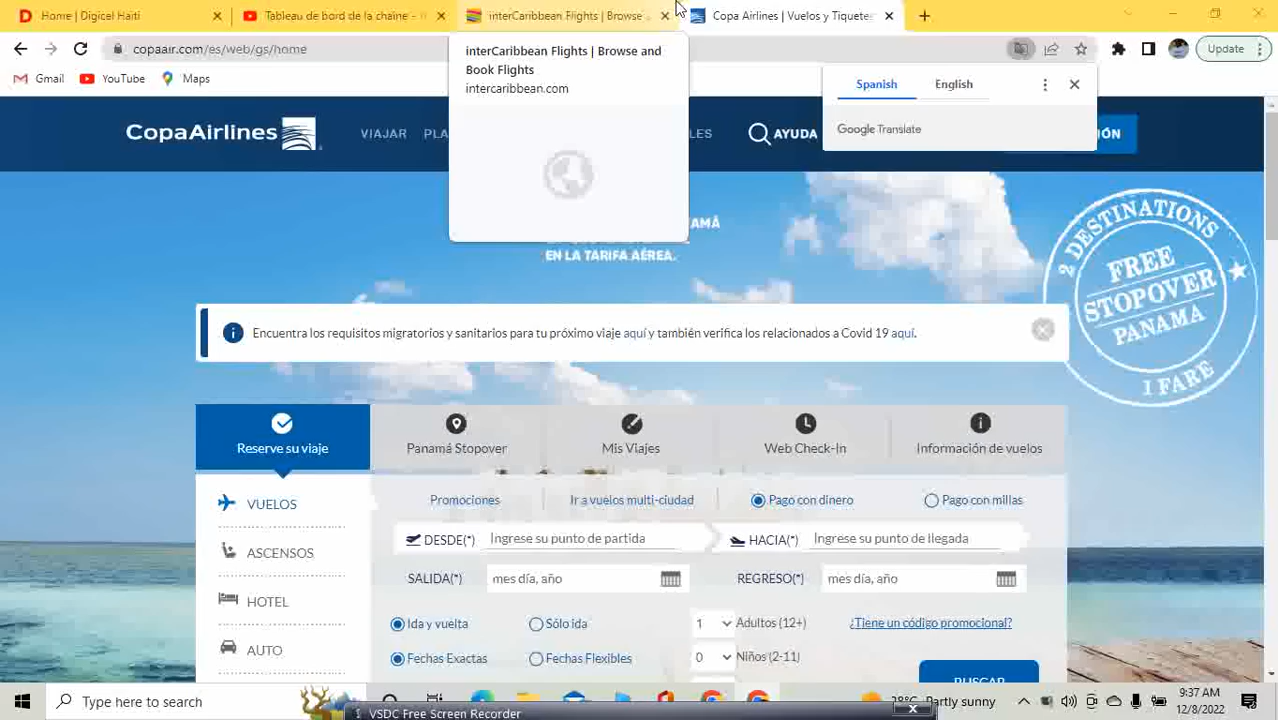 Home | Digicel Haiti
Tableau de bord de la chaîne -
interCaribbean Flights | Browse
Copa Airlines | Vuelos y Tiquete
copaair.com/es/web/gs/home
Update
Gmail
YouTube
Maps
interCaribbean Flights | Browse and
Book Flights
intercaribbean.com
Spanish
English
Google Translate
CopaAirlines
VIAJAR
PLA
LES
AYUDA
IÓN
AMÁ
EN LA TARIFA AÉREA.
2 DESTINATIONS
FREE
STOPOVER
PANAMA
1 FARE
Encuentra los requisitos migratorios y sanitarios para tu próximo viaje aquí y también verifica los relacionados a Covid 19 aquí.
Reserve su viaje
Panamá Stopover
Mis Viajes
Web Check-In
Información de vuelos
VUELOS
Promociones
Ir a vuelos multi-ciudad
Pago con dinero
Pago con millas
DESDE(*)
Ingrese su punto de partida
HACIA(*)
Ingrese su punto de llegada
ASCENSOS
SALIDA(*)
mes día, año
REGRESO(*)
mes día, año
HOTEL
Ida y vuelta
Sólo ida
1
Adultos (12+)
¿Tiene un código promocional?
AUTO
Fechas Exactas
Fechas Flexibles
0
Niños (2-11)
BUSCAR
Type here to search
Partly sunny
9:37 AM
12/8/2022
VSDC Free Screen Recorder